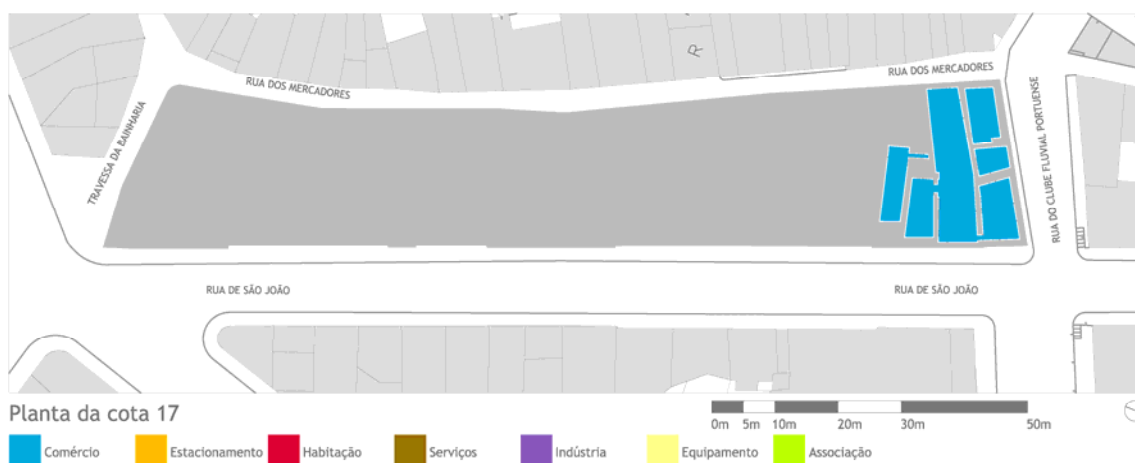 R
RUA DOS MERCADORES
RUA DOS MERCADORES
TRAVESSA DA BAINHARIA
RUA DO CLUBE FLUVIAL PORTUENSE
RUA DE SÃO JOÃO
RUA DE SÃO JOÃO
Planta da cota 17
0m 5m 10m 20m 30m 50m
Comércio Estacionamento Habitação Serviços Indústria Equipamento Associação